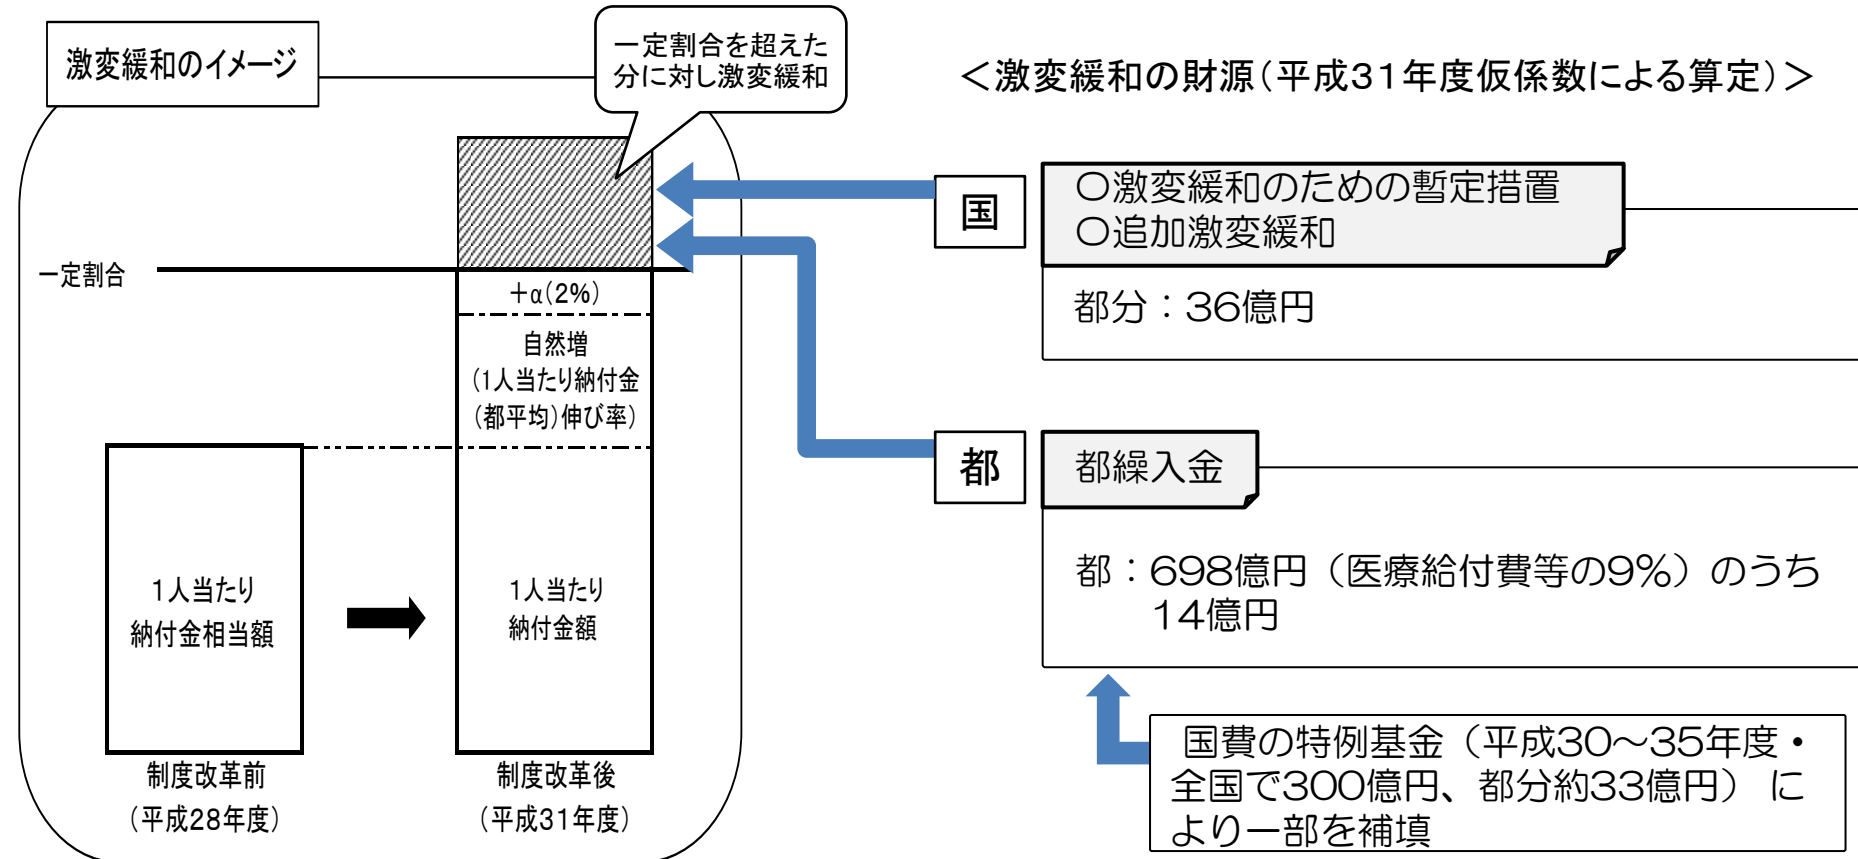 激変緩和のイメージ
一定割合を超えた
分に対し激変緩和
一定割合
+α(2%)
自然増
(1人当たり納付金
(都平均)伸び率)
1人当たり
納付金相当額
1人当たり
納付金額
制度改革前
(平成28年度)
制度改革後
(平成31年度)
＜激変緩和の財源(平成31年度仮係数による算定)＞
国
○激変緩和のための暫定措置
○追加激変緩和
都分：36億円
都
都繰入金
都：698億円（医療給付費等の9%）のうち
14億円
国費の特例基金（平成30～35年度・
全国で300億円、都分約33億円） に
より一部を補填